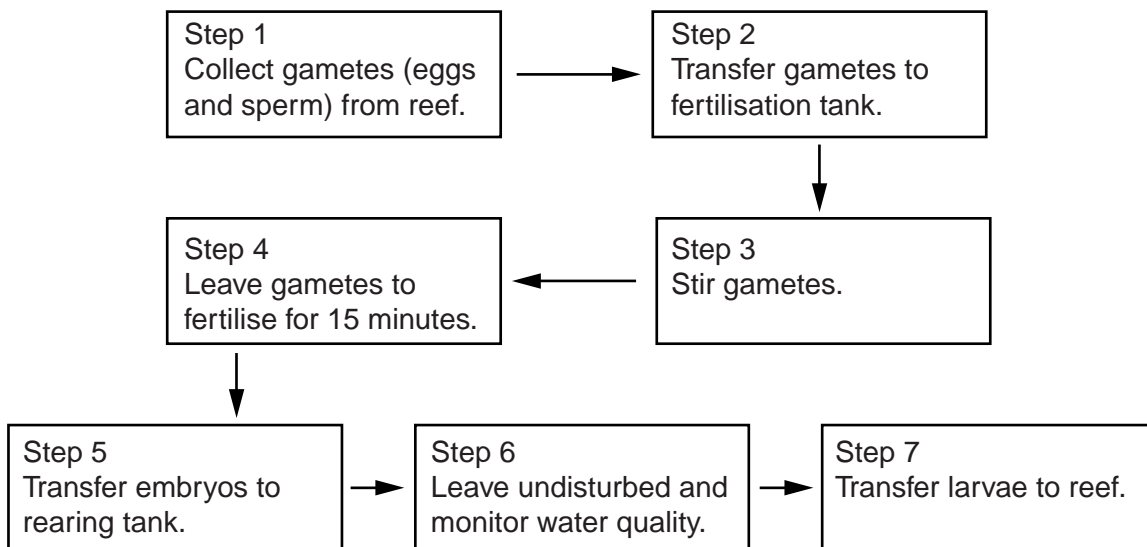 Step 1
Collect gametes (eggs
and sperm) from reef.
Step 2
Transfer gametes to
fertilisation tank.
Step 3
Stir gametes.
Step 4
Leave gametes to
fertilise for 15 minutes.
Step 5
Transfer embryos to
rearing tank.
Step 6
Leave undisturbed and
monitor water quality.
Step 7
Transfer larvae to reef.